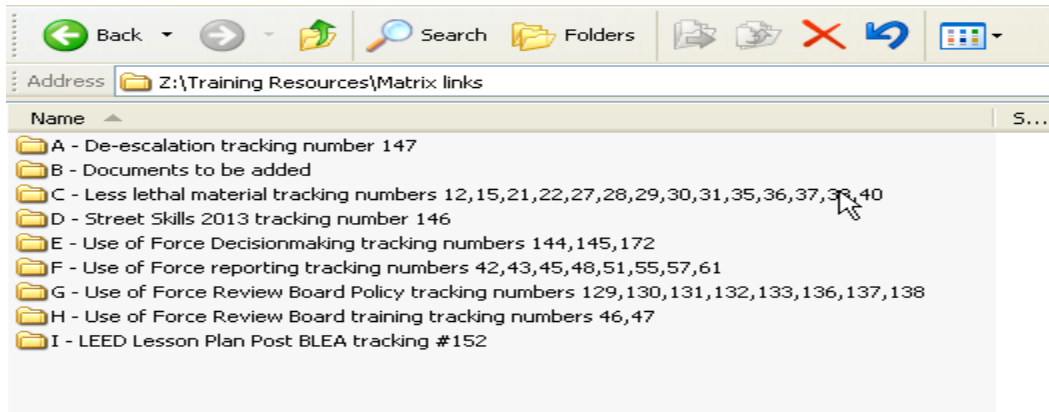 Back Search Folders
Address Z:\Training Resources\Matrix links
Name S...
A - De-escalation tracking number 147
B - Documents to be added
C - Less lethal material tracking numbers 12,15,21,22,27,28,29,30,31,35,36,37,38,40
D - Street Skills 2013 tracking number 146
E - Use of Force Decisionmaking tracking numbers 144,145,172
F - Use of Force reporting tracking numbers 42,43,45,48,51,55,57,61
G - Use of Force Review Board Policy tracking numbers 129,130,131,132,133,136,137,138
H - Use of Force Review Board training tracking numbers 46,47
I - LEED Lesson Plan Post BLEA tracking #152